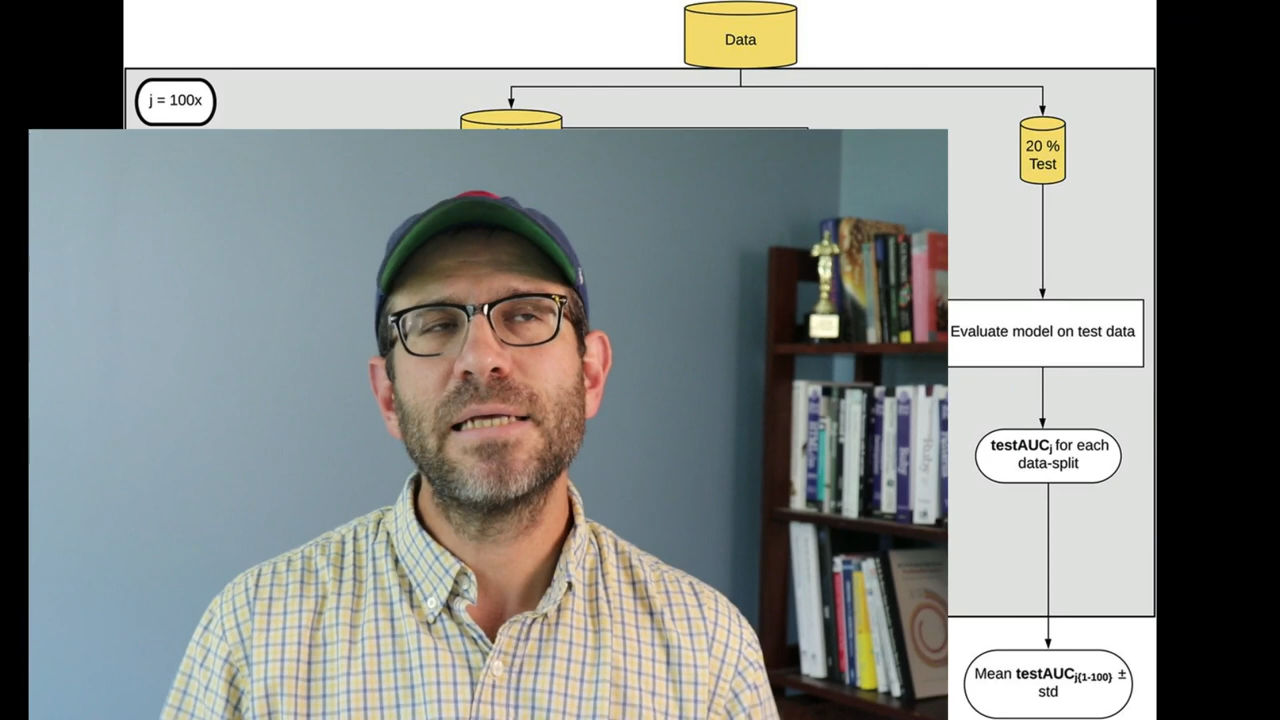 Data
j = 100x
20 %
Test
Evaluate model on test data
testAUCj for each
data-split
Mean testAUCj{1-100} ±
std